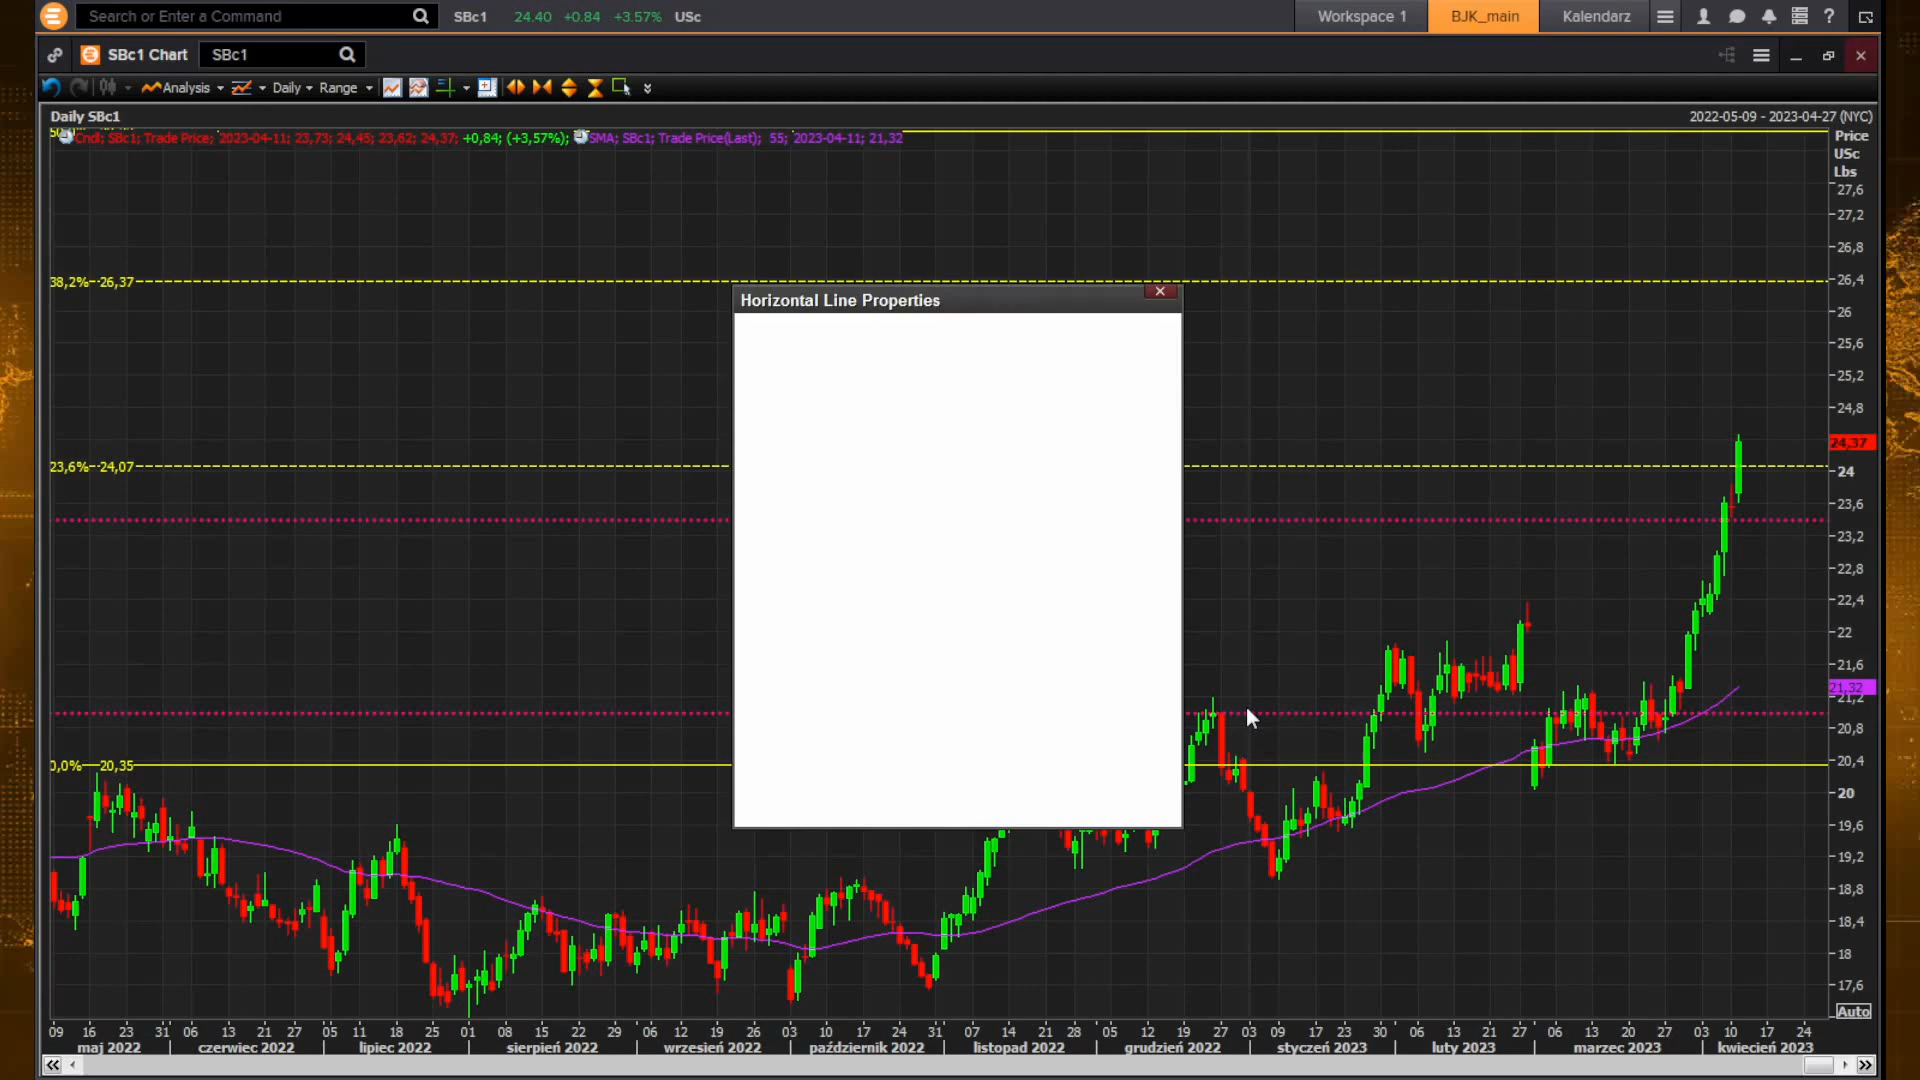 Search or Enter a Command SBc1 24.40 +0.84 +3.57% USc Workspace 1 BJK_main Kalendarz ?
SBc1 Chart SBc1
Analysis Daily Range
Daily SBc1 2022-05-09 - 2023-04-27 (NYC)
Cndl; SBc1; Trade Price; 2023-04-11; 23,73; 24,45; 23,62; 24,37; +0,84; (+3,57%); SMA; SBc1; Trade Price(Last); 55; 2023-04-11; 21,32
Price
USc
Lbs
27,6
27,2
26,8
38,2% 26,37
26,4
Horizontal Line Properties
26
25,6
25,2
24,8
24,37
23,6% 24,07
24
23,6
23,2
22,8
22,4
22
21,6
21,32
21,2
20,8
0,0% 20,35
20,4
20
19,6
19,2
18,8
18,4
18
17,6
Auto
09 16 23 31 06 13 21 27 05 11 18 25 01 08 15 22 29 06 12 19 26 03 10 17 24 31 07 14 21 28 05 12 19 27 03 09 17 23 30 06 13 21 27 06 13 20 27 03 10 17 24
maj 2022 czerwiec 2022 lipiec 2022 sierpień 2022 wrzesień 2022 październik 2022 listopad 2022 grudzień 2022 styczeń 2023 luty 2023 marzec 2023 kwiecień 2023